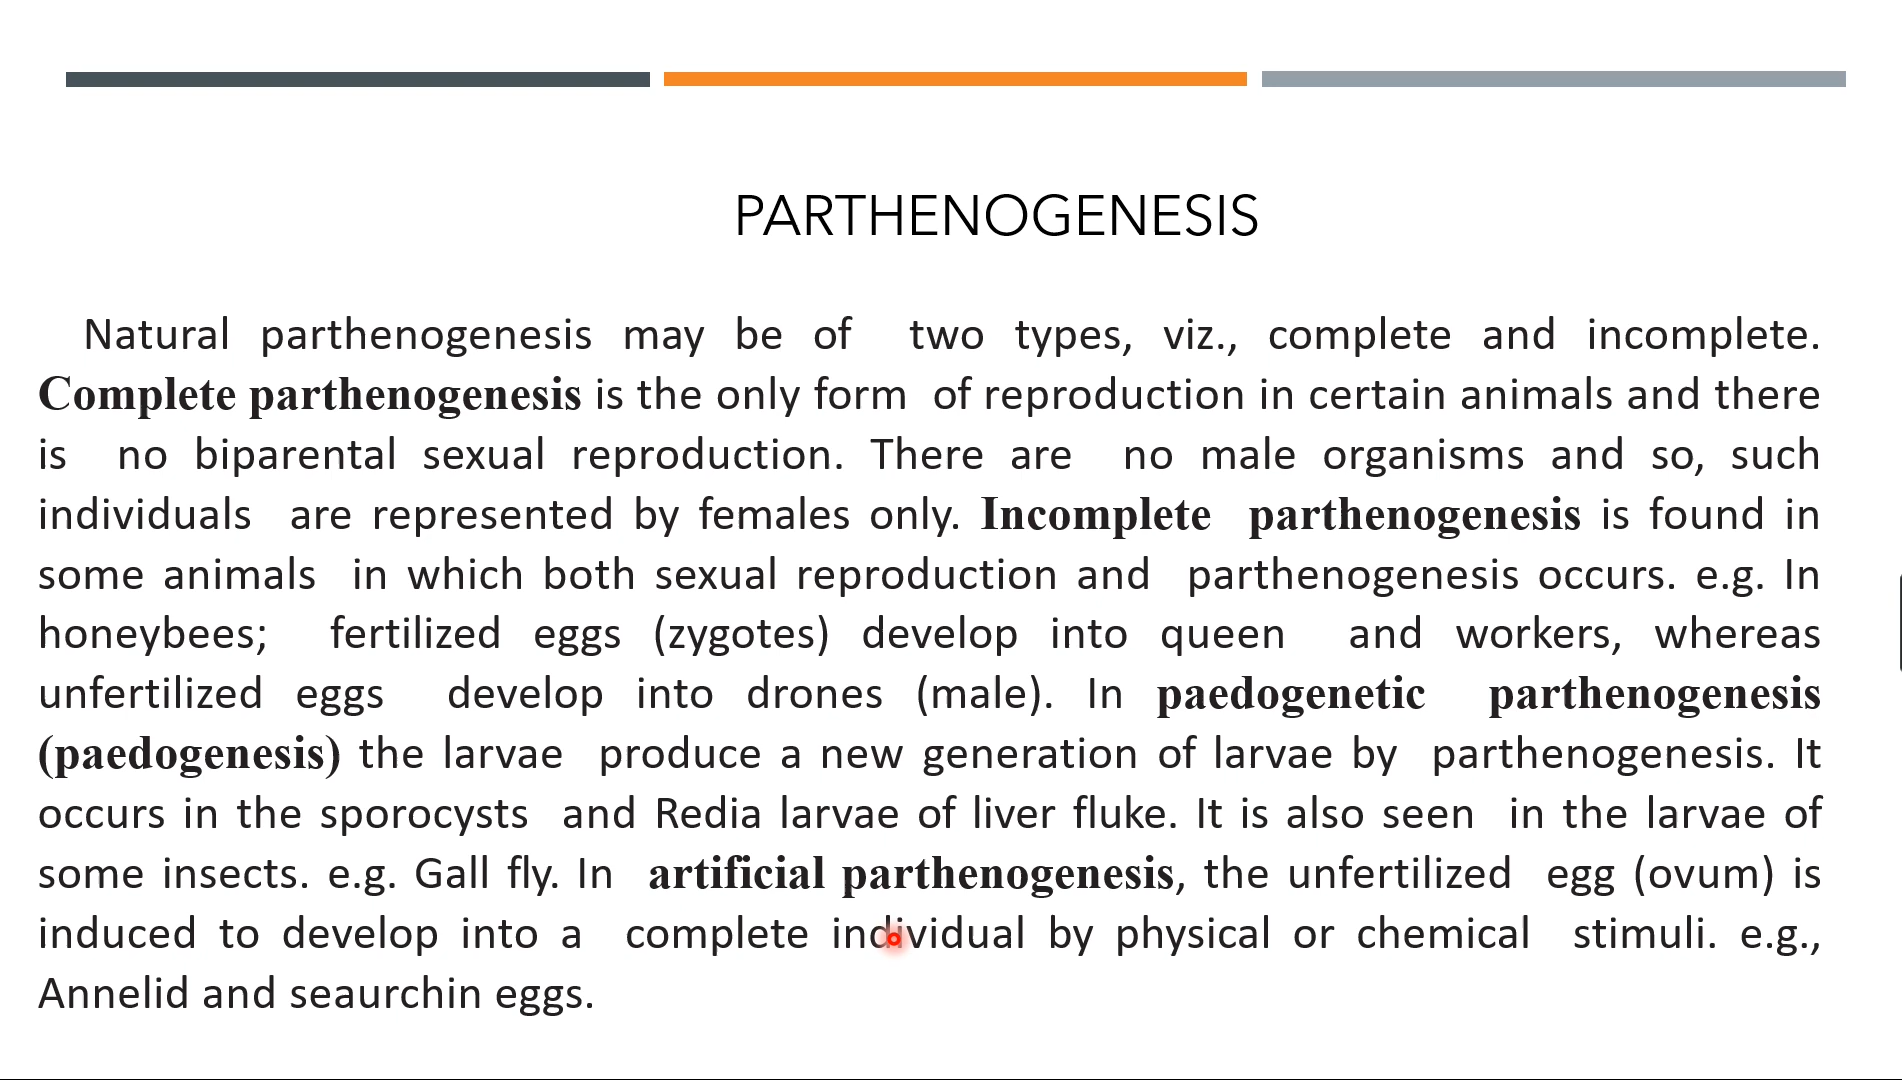 PARTHENOGENESIS
Natural parthenogenesis may be of two types, viz., complete and incomplete.
Complete parthenogenesis is the only form of reproduction in certain animals and there
is no biparental sexual reproduction. There are no male organisms and so, such
individuals are represented by females only. Incomplete parthenogenesis is found in
some animals in which both sexual reproduction and parthenogenesis occurs. e.g. In
honeybees; fertilized eggs (zygotes) develop into queen and workers, whereas
unfertilized eggs develop into drones (male). In paedogenetic parthenogenesis
(paedogenesis) the larvae produce a new generation of larvae by parthenogenesis. It
occurs in the sporocysts and Redia larvae of liver fluke. It is also seen in the larvae of
some insects. e.g. Gall fly. In artificial parthenogenesis, the unfertilized egg (ovum) is
induced to develop into a complete individual by physical or chemical stimuli. e.g.,
Annelid and seaurchin eggs.